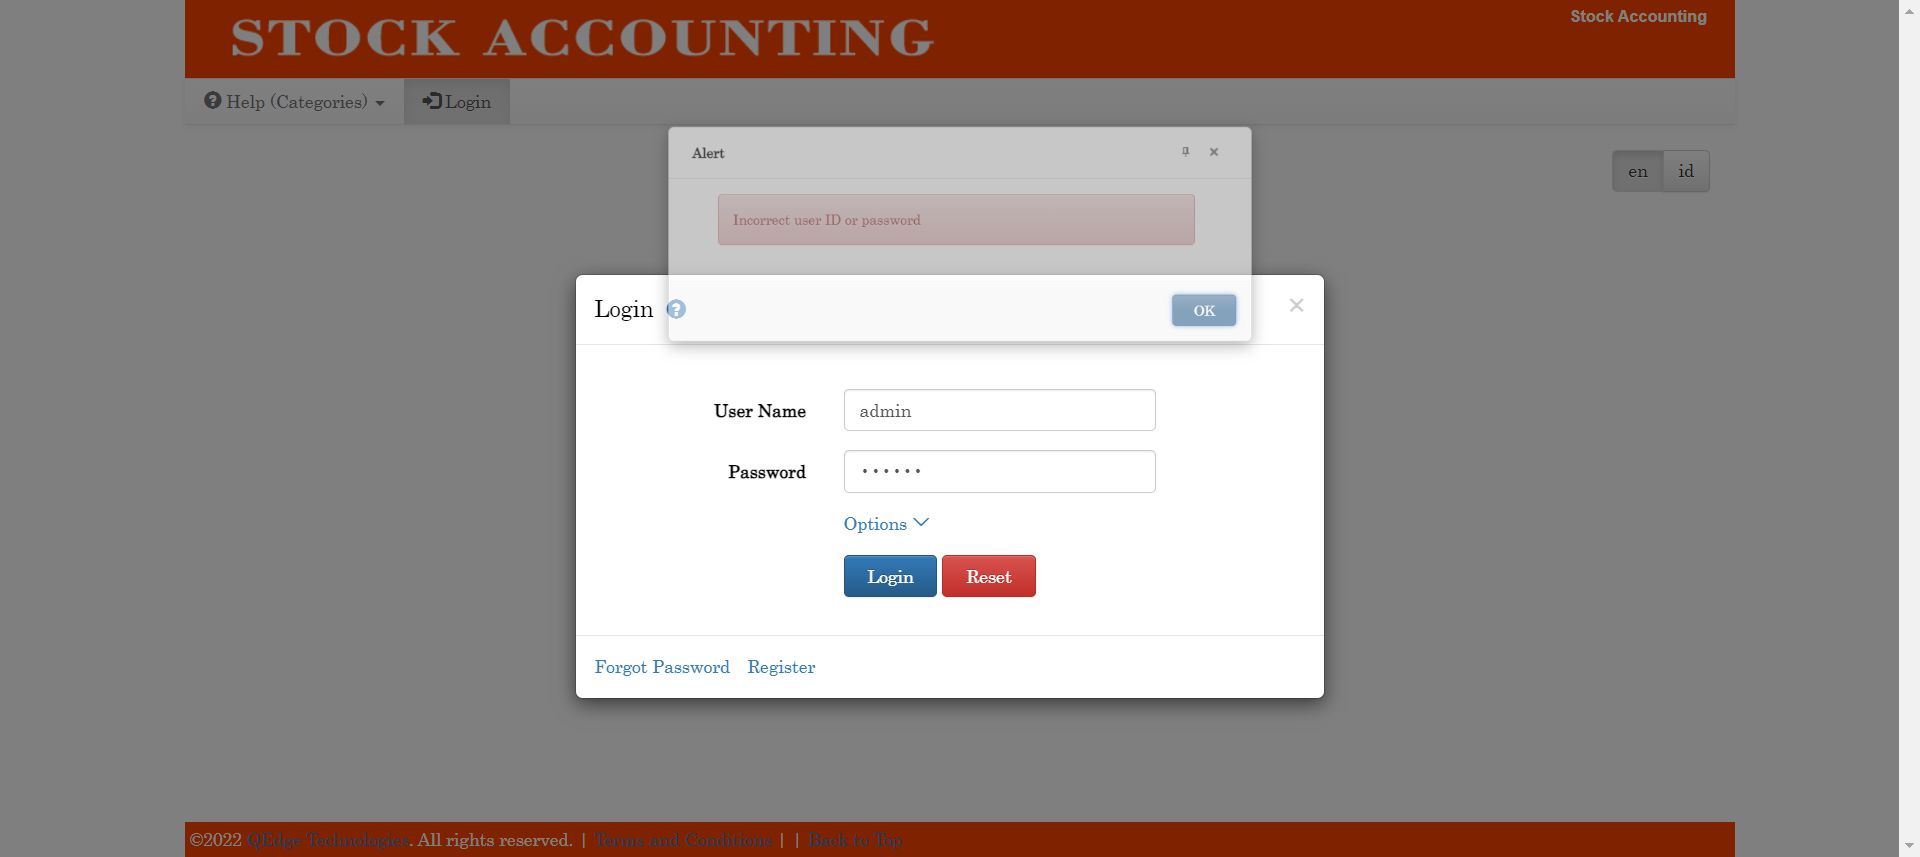 STOCK ACCOUNTING
Stock Accounting
Help (Categories)
Login
en
id
Alert
Incorrect user ID or password
OK
Login
User Name
admin
Password
Options
Login
Reset
Forgot Password
Register
©2022 QEdge Technologies. All rights reserved. | Terms and Conditions | | Back to Top